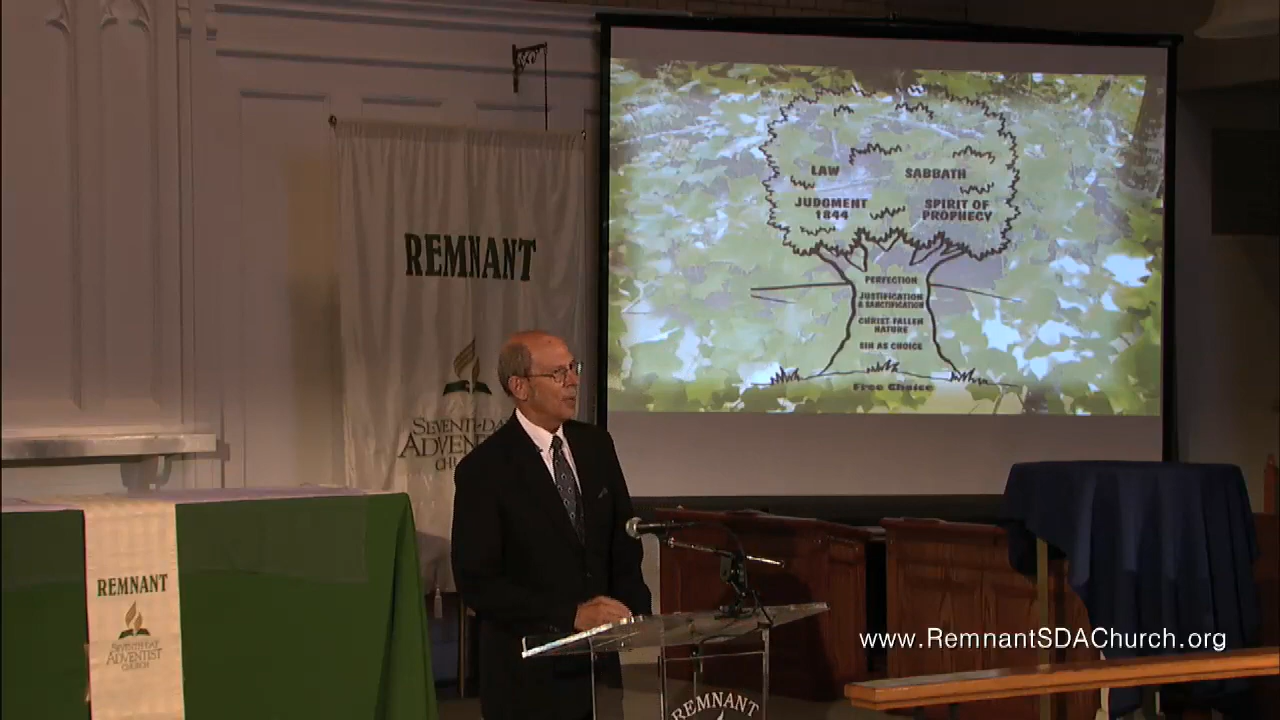 REMNANT
SEVENTH-DAY
ADVENTIST
CHURCH
LAW
SABBATH
JUDGMENT
1844
SPIRIT OF
PROPHECY
PERFECTION
JUSTIFICATION
& SANCTIFICATION
CHRIST FALLEN
NATURE
SIN AS CHOICE
Free Choice
REMNANT
SEVENTH-DAY
ADVENTIST
CHURCH
www.RemnantSDAChurch.org
REMNANT